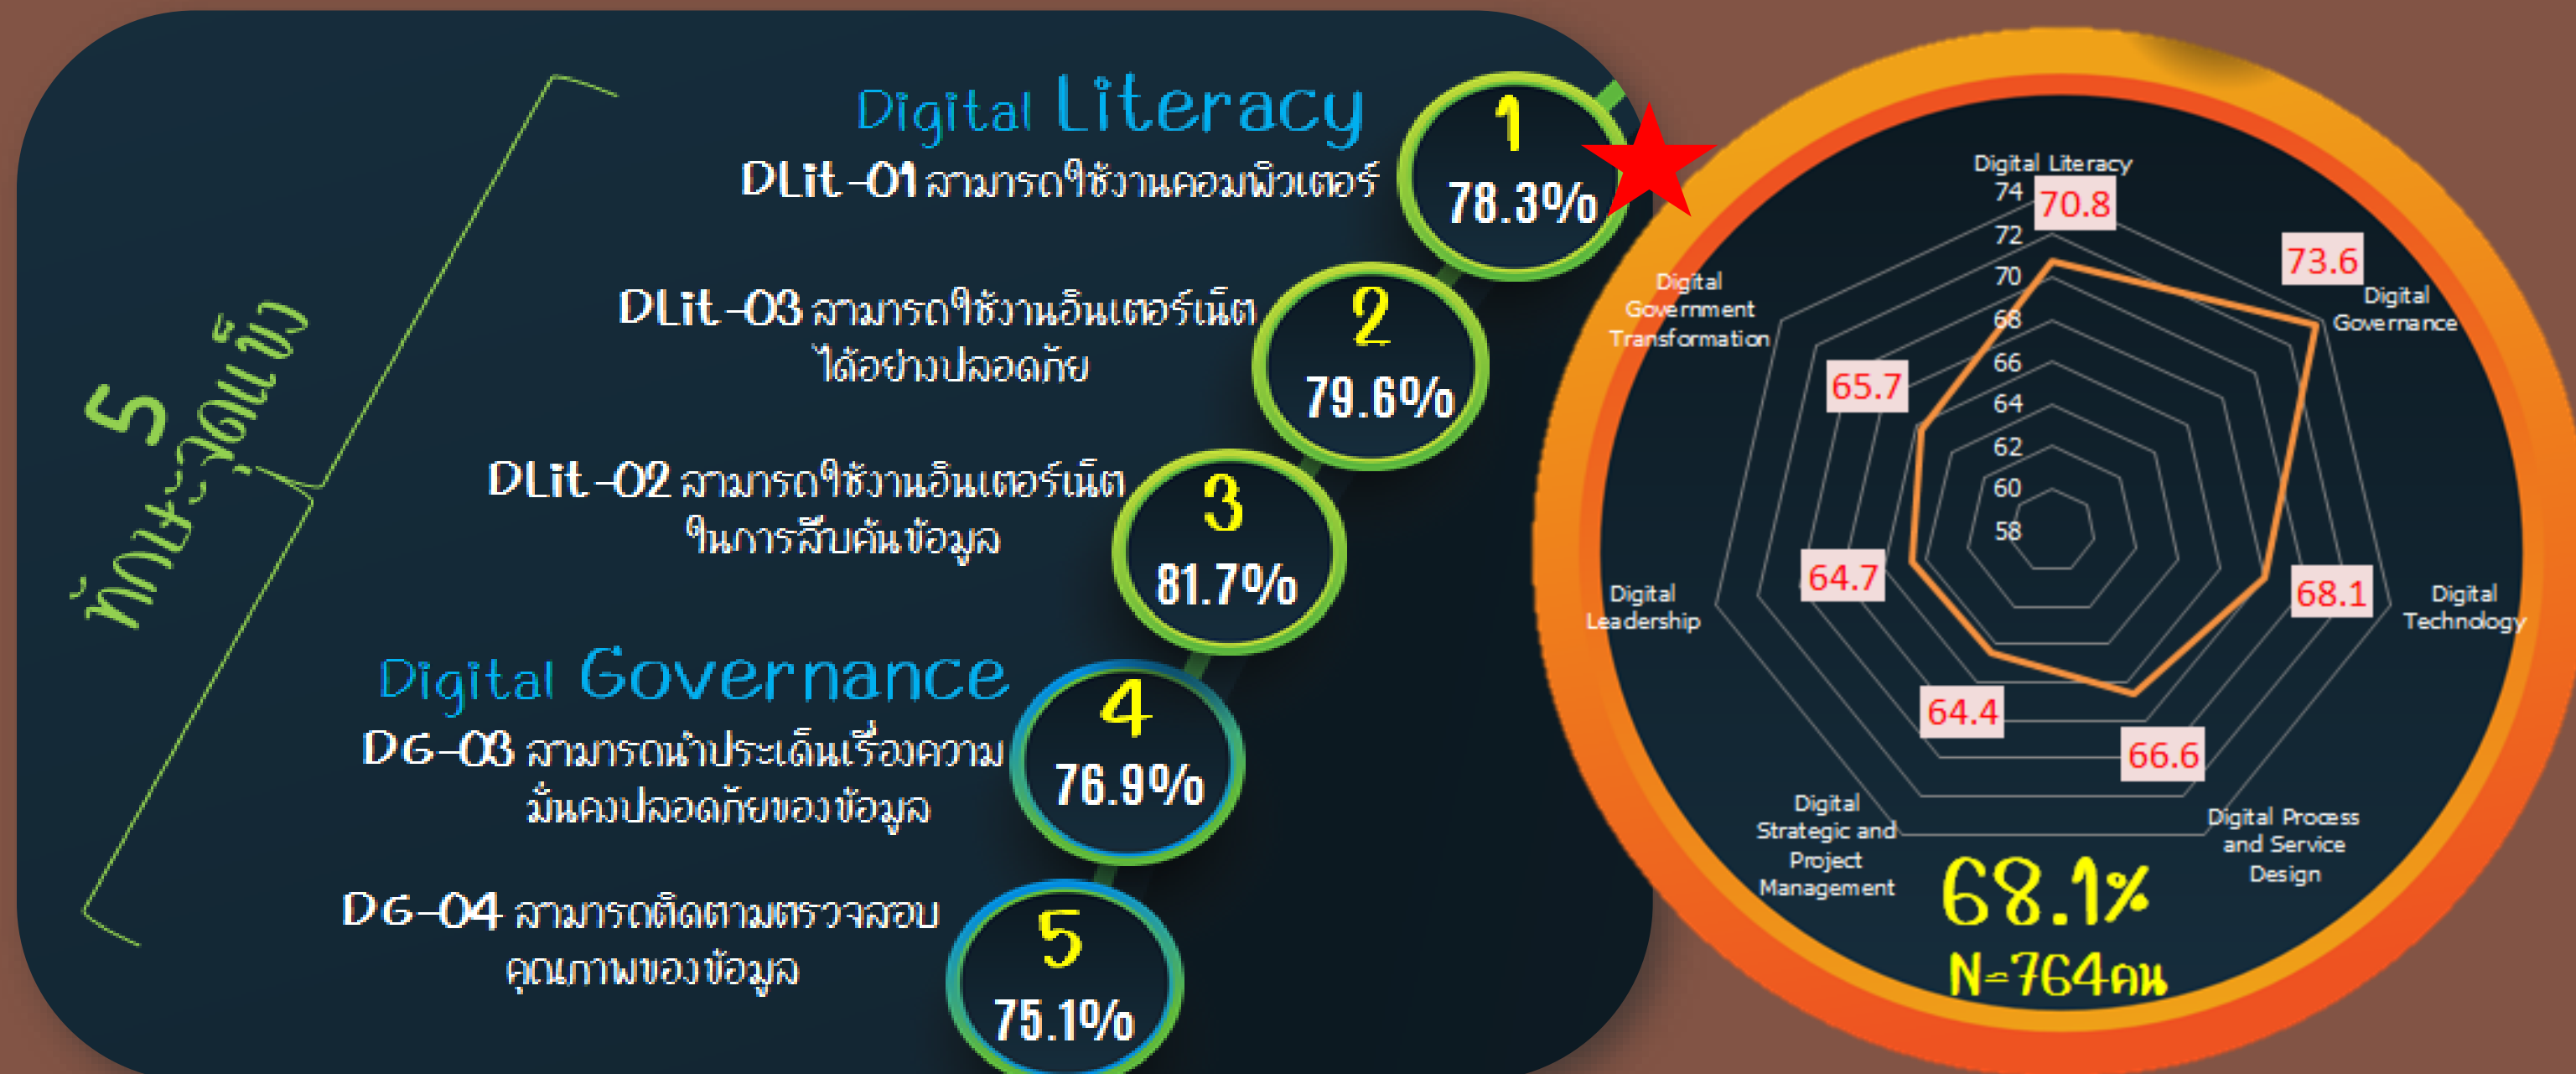 5
ทักษะจุดแข็ง
Digital Literacy
DLit-01 สามารถใช้งานคอมพิวเตอร์
1
78.3%
DLit-03 สามารถใช้งานอินเตอร์เน็ต
ได้อย่างปลอดภัย
2
79.6%
DLit-02 สามารถใช้งานอินเตอร์เน็ต
ในการสืบค้นข้อมูล
3
81.7%
Digital Governance
DG-03 สามารถนำประเด็นเรื่องความ
มั่นคงปลอดภัยของข้อมูล
4
76.9%
DG-04 สามารถติดตามตรวจสอบ
คุณภาพของข้อมูล
5
75.1%
Digital Literacy
70.8
74
72
70
68
66
64
62
60
58
73.6
Digital
Governance
68.1
Digital
Technology
66.6
Digital Process
and Service
Design
64.4
Digital
Strategic and
Project
Management
64.7
Digital
Leadership
65.7
Digital
Government
Transformation
68.1%
N=764คน